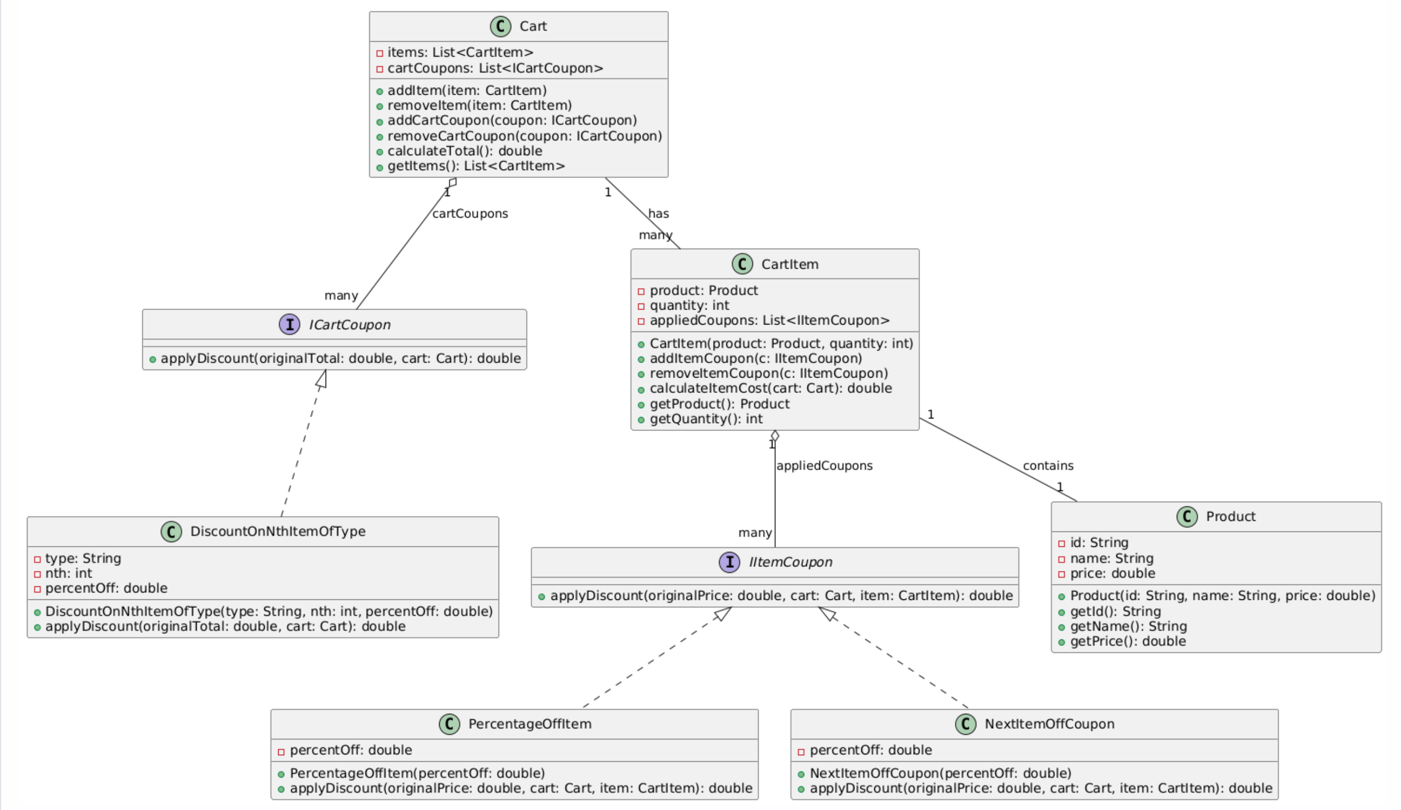 C Cart
items: List<CartItem>
cartCoupons: List<ICartCoupon>
addItem(item: CartItem)
removeItem(item: CartItem)
addCartCoupon(coupon: ICartCoupon)
removeCartCoupon(coupon: ICartCoupon)
calculateTotal(): double
getItems(): List<CartItem>
1
cartCoupons
many
1
has
many
C CartItem
product: Product
quantity: int
appliedCoupons: List<IItemCoupon>
CartItem(product: Product, quantity: int)
addItemCoupon(c: IItemCoupon)
removeItemCoupon(c: IItemCoupon)
calculateItemCost(cart: Cart): double
getProduct(): Product
getQuantity(): int
I ICartCoupon
applyDiscount(originalTotal: double, cart: Cart): double
1
appliedCoupons
many
1
contains
1
C DiscountOnNthItemOfType
type: String
nth: int
percentOff: double
DiscountOnNthItemOfType(type: String, nth: int, percentOff: double)
applyDiscount(originalTotal: double, cart: Cart): double
I IItemCoupon
applyDiscount(originalPrice: double, cart: Cart, item: CartItem): double
C Product
id: String
name: String
price: double
Product(id: String, name: String, price: double)
getId(): String
getName(): String
getPrice(): double
C PercentageOffItem
percentOff: double
PercentageOffItem(percentOff: double)
applyDiscount(originalPrice: double, cart: Cart, item: CartItem): double
C NextItemOffCoupon
percentOff: double
NextItemOffCoupon(percentOff: double)
applyDiscount(originalPrice: double, cart: Cart, item: CartItem): double